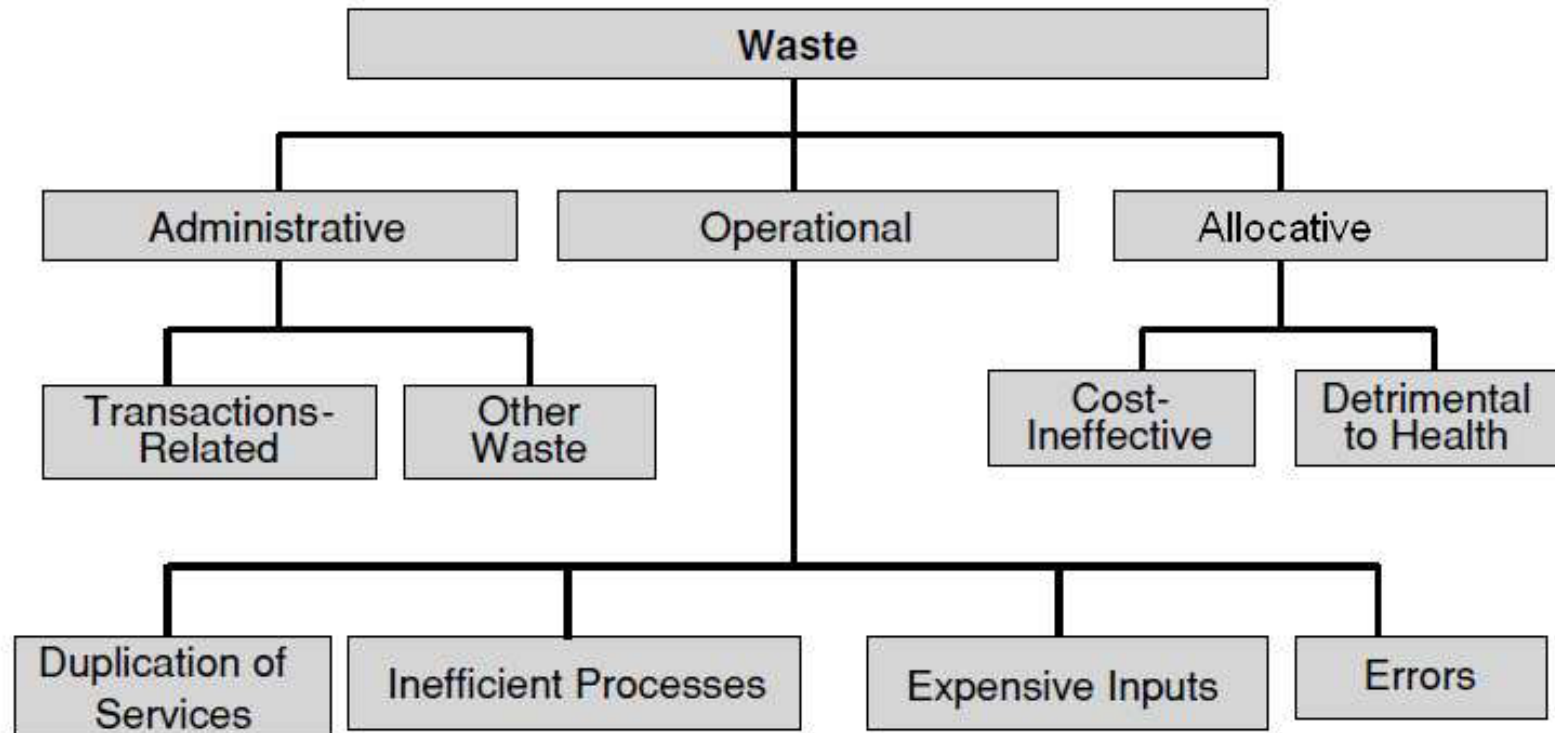 Waste
Administrative
Operational
Allocative
Transactions-
Related
Other
Waste
Cost-
Ineffective
Detrimental
to Health
Duplication of
Services
Inefficient Processes
Expensive Inputs
Errors